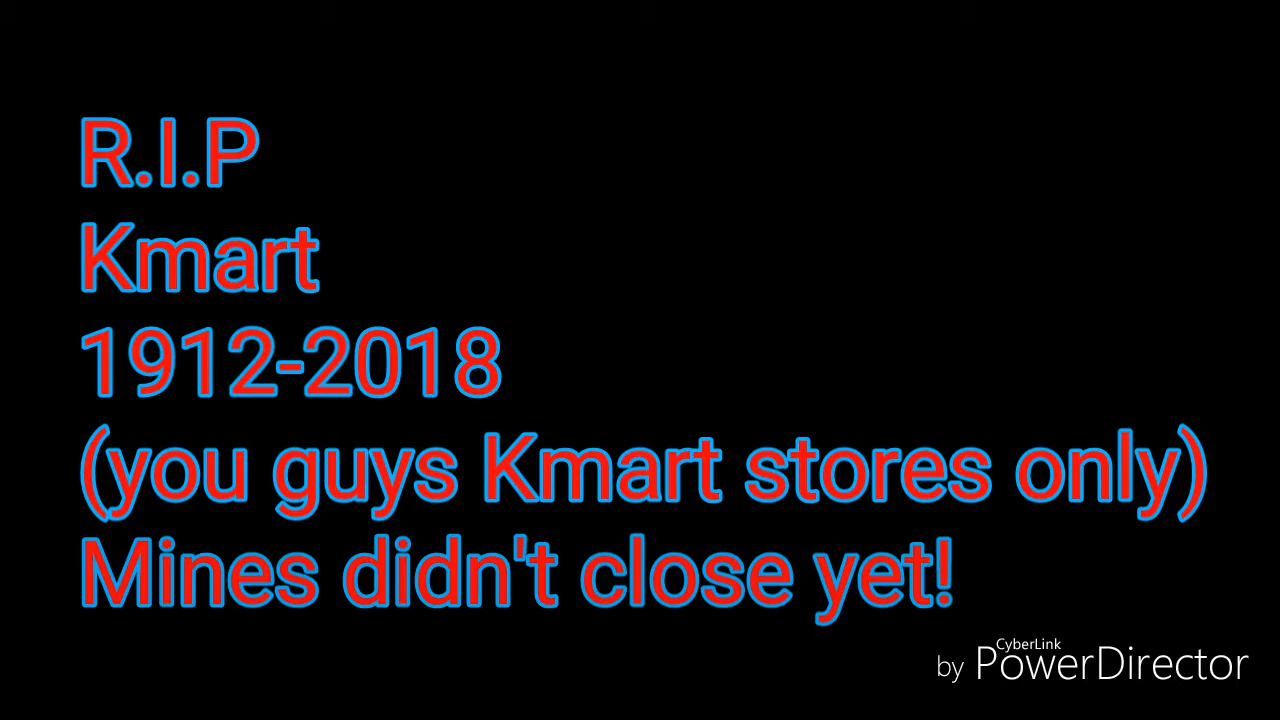 R.I.P
Kmart
1912-2018
(you guys Kmart stores only)
Mines didn't close yet!
CyberLink
by PowerDirector